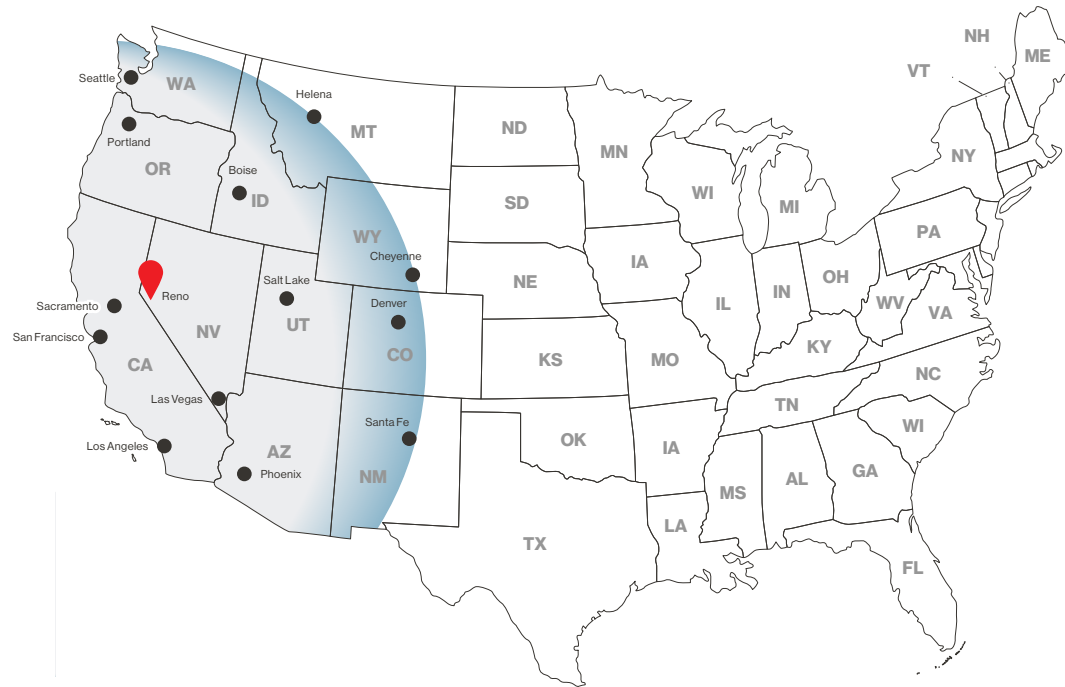 NH
ME
VT
Seattle
WA
Helena
MT
ND
MN
Portland
OR
Boise
ID
SD
WI
MI
NY
PA
WY
Cheyenne
IA
NE
OH
IN
IL
WV
VA
Reno
Salt Lake
Sacramento
San Francisco
NV
UT
Denver
CO
KS
MO
KY
CA
NC
Las Vegas
TN
Los Angeles
AZ
Phoenix
Santa Fe
NM
OK
IA
WI
MS
AL
GA
LA
TX
FL